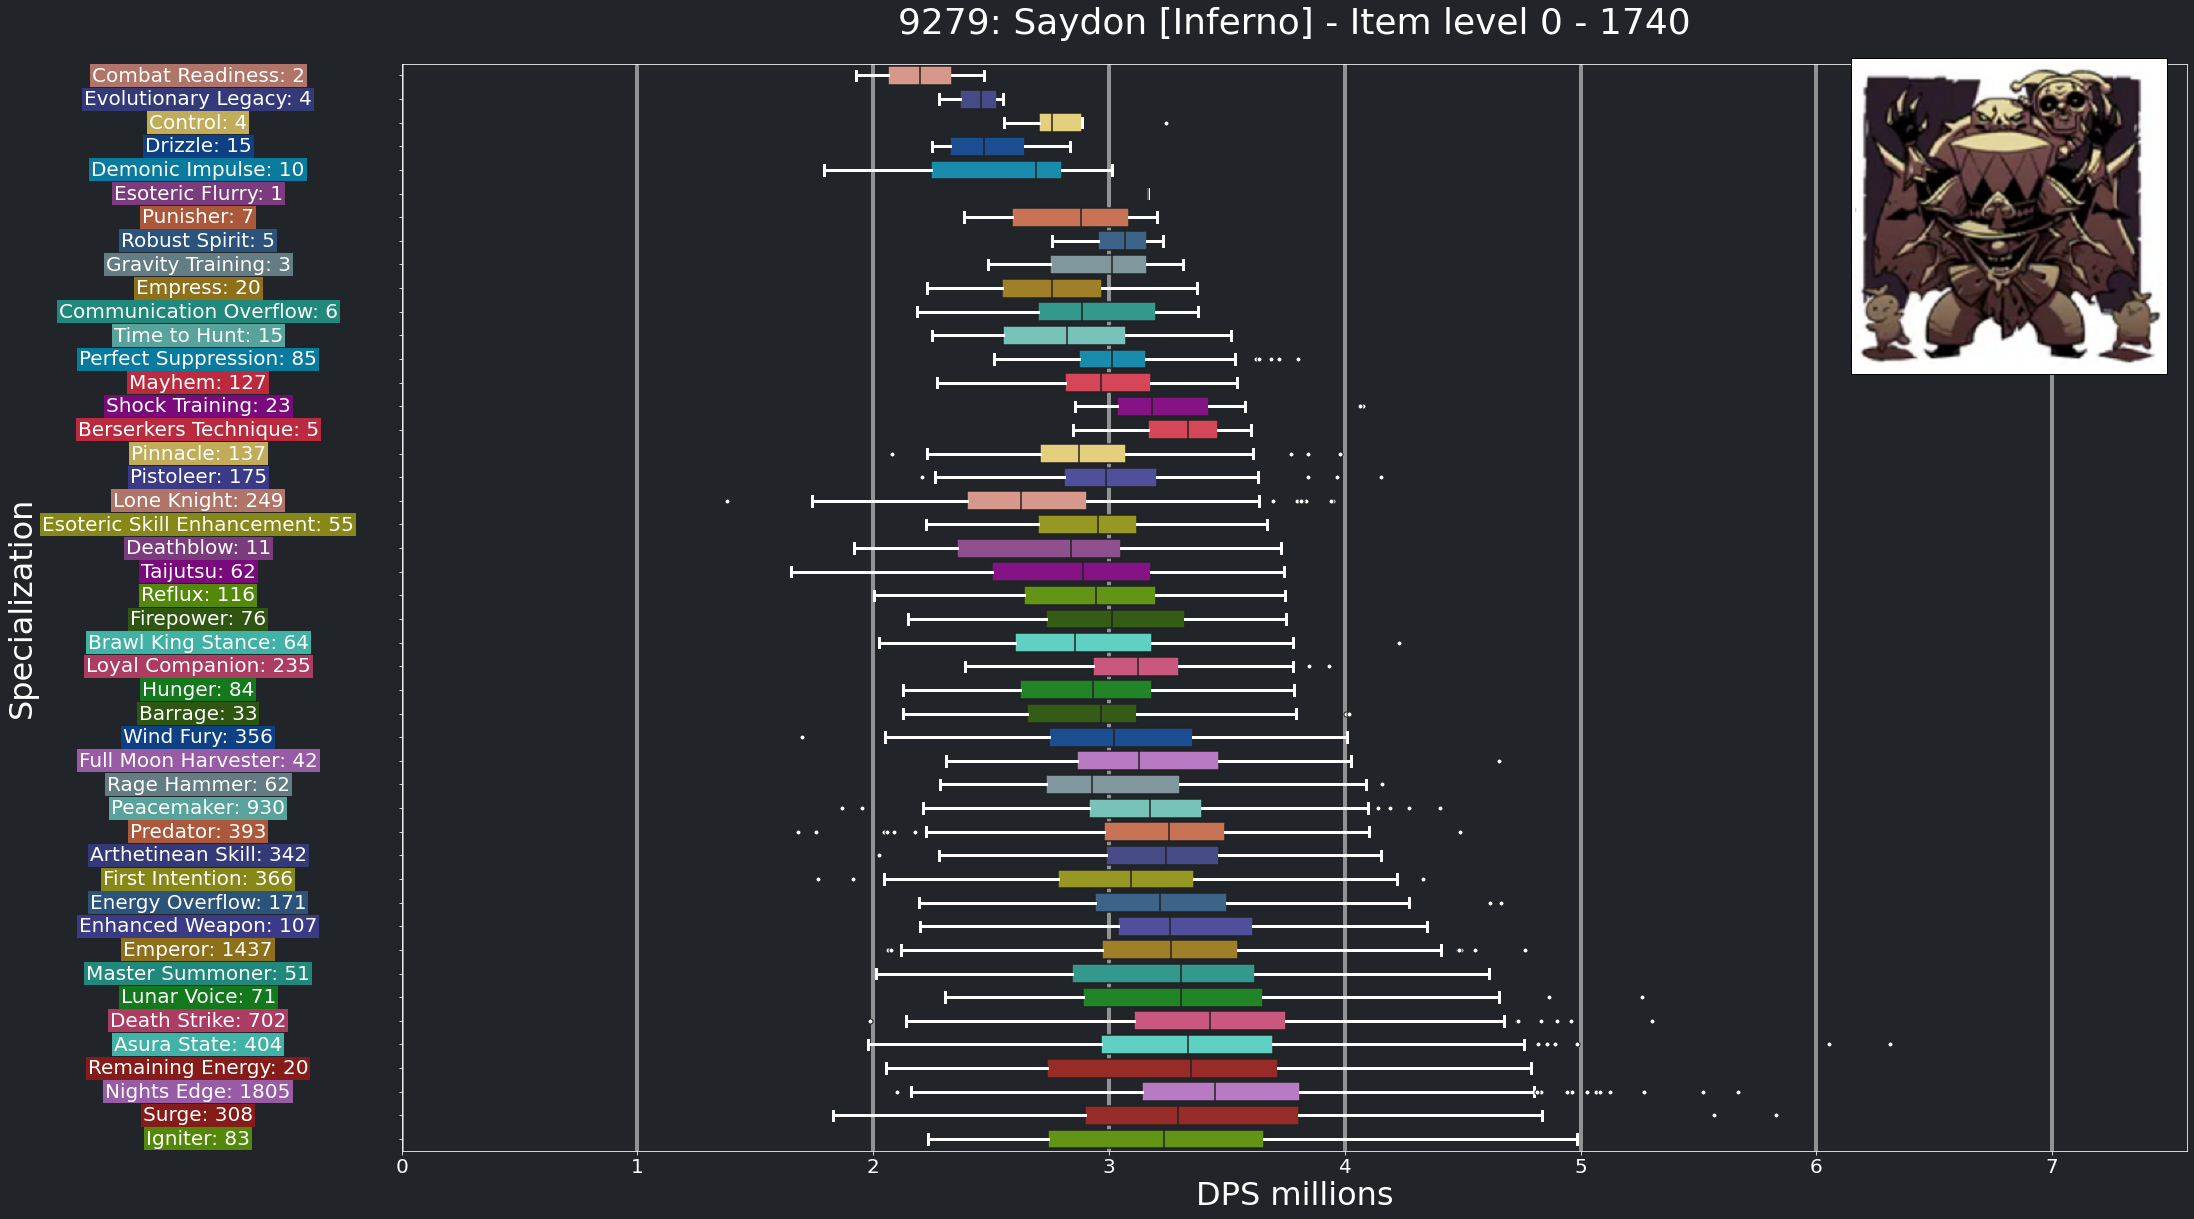 9279: Saydon [Inferno] - Item level 0 - 1740
Combat Readiness: 2
Evolutionary Legacy: 4
Control: 4
Drizzle: 15
Demonic Impulse: 10
Esoteric Flurry: 1
Punisher: 7
Robust Spirit: 5
Gravity Training: 3
Empress: 20
Communication Overflow: 6
Time to Hunt: 15
Perfect Suppression: 85
Mayhem: 127
Shock Training: 23
Berserkers Technique: 5
Pinnacle: 137
Pistoleer: 175
Lone Knight: 249
Esoteric Skill Enhancement: 55
Deathblow: 11
Taijutsu: 62
Reflux: 116
Firepower: 76
Brawl King Stance: 64
Loyal Companion: 235
Hunger: 84
Barrage: 33
Wind Fury: 356
Full Moon Harvester: 42
Rage Hammer: 62
Peacemaker: 930
Predator: 393
Arthetinean Skill: 342
First Intention: 366
Energy Overflow: 171
Enhanced Weapon: 107
Emperor: 1437
Master Summoner: 51
Lunar Voice: 71
Death Strike: 702
Asura State: 404
Remaining Energy: 20
Nights Edge: 1805
Surge: 308
Igniter: 83
Specialization
0 1 2 3 4 5 6 7
DPS millions